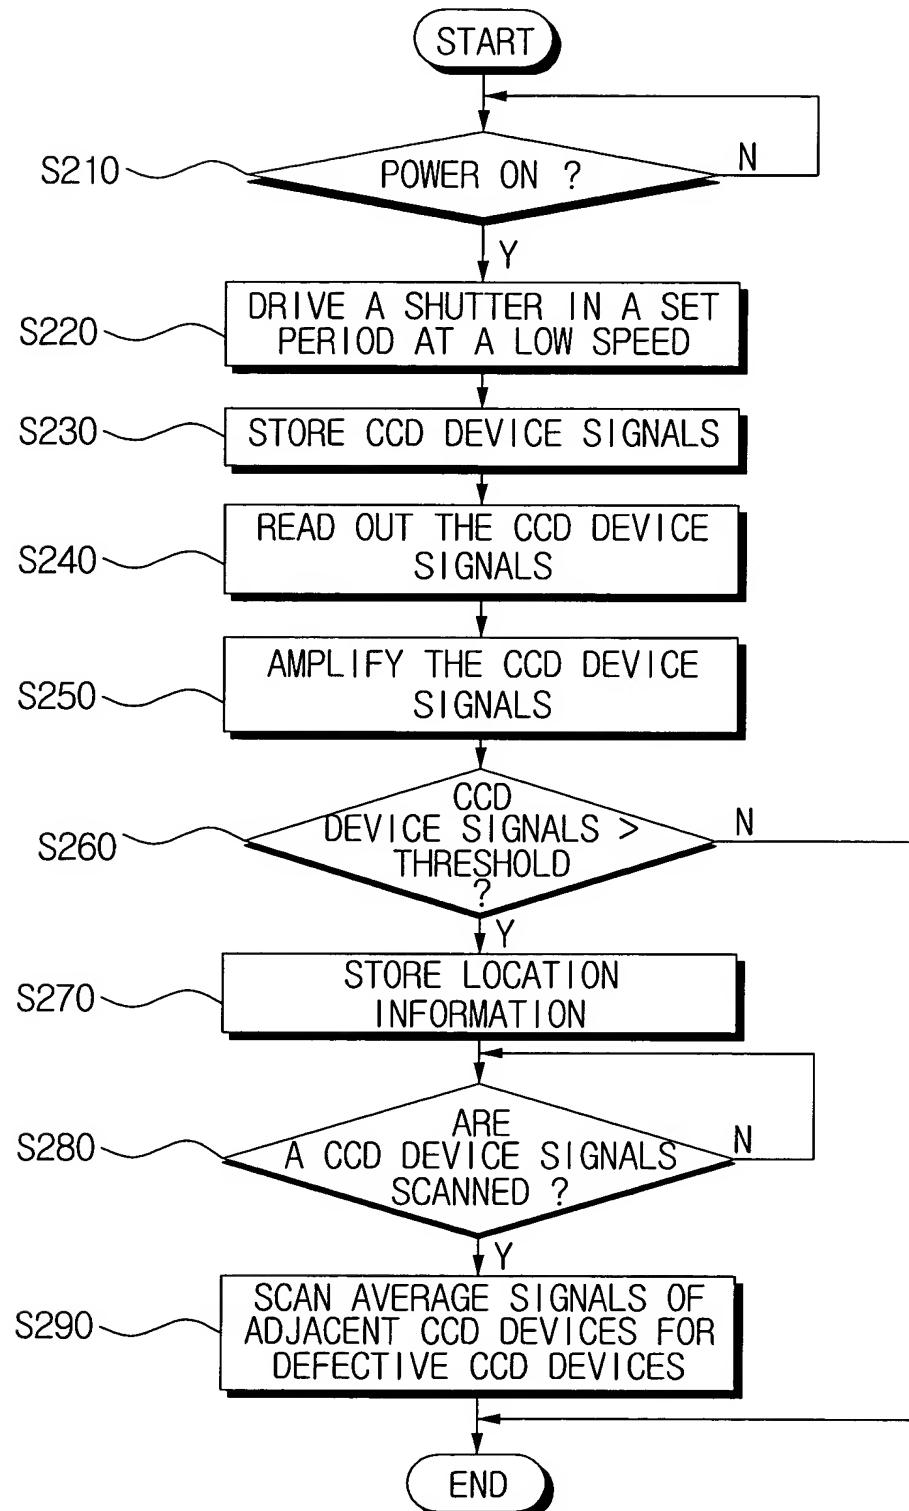 START
S210
POWER ON ?
N
Y
S220
DRIVE A SHUTTER IN A SET
PERIOD AT A LOW SPEED
S230
STORE CCD DEVICE SIGNALS
S240
READ OUT THE CCD DEVICE
SIGNALS
S250
AMPLIFY THE CCD DEVICE
SIGNALS
S260
CCD
DEVICE SIGNALS >
THRESHOLD
?
N
Y
S270
STORE LOCATION
INFORMATION
S280
ARE
A CCD DEVICE SIGNALS
SCANNED ?
N
Y
S290
SCAN AVERAGE SIGNALS OF
ADJACENT CCD DEVICES FOR
DEFECTIVE CCD DEVICES
END